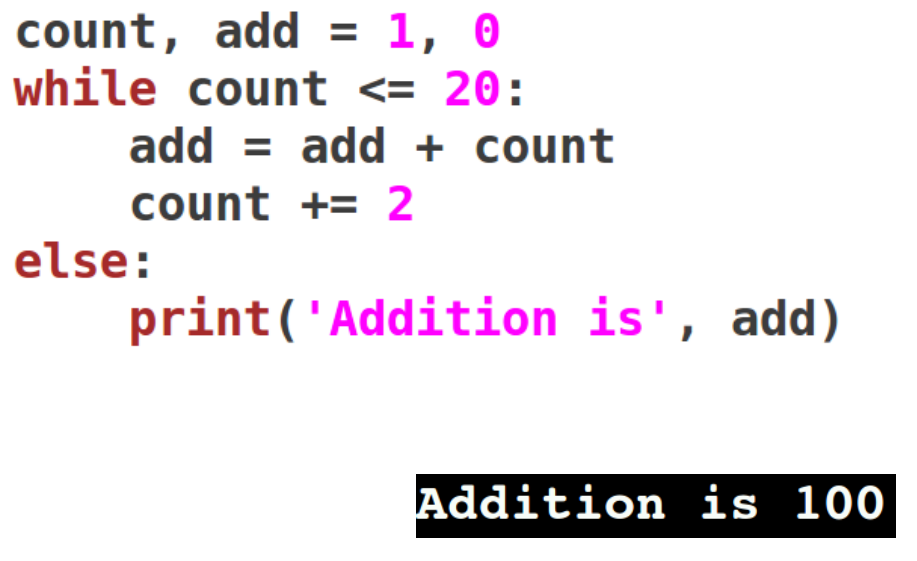 count, add = 1, 0
while count <= 20:
    add = add + count
    count += 2
else:
    print('Addition is', add)
Addition is 100